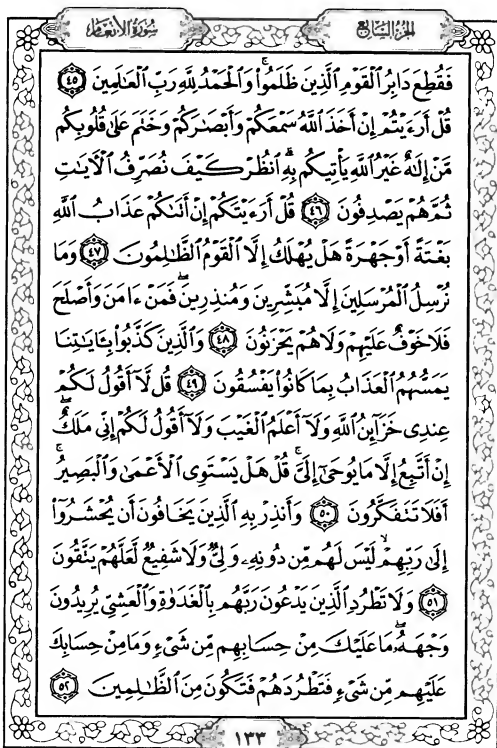 الجزء السابع
سورة الأنعام
فَقُطِعَ دَابِرُ ٱلْقَوْمِ ٱلَّذِينَ ظَلَمُوا۟ ۚ وَٱلْحَمْدُ لِلَّهِ رَبِّ ٱلْعَـٰلَمِينَ ٤٥
قُلْ أَرَءَيْتُمْ إِنْ أَخَذَ ٱللَّهُ سَمْعَكُمْ وَأَبْصَـٰرَكُمْ وَخَتَمَ عَلَىٰ قُلُوبِكُم
مَّنْ إِلَـٰهٌ غَيْرُ ٱللَّهِ يَأْتِيكُم بِهِ ۗ ٱنظُرْ كَيْفَ نُصَرِّفُ ٱلْـَٔايَـٰتِ
ثُمَّ هُمْ يَصْدِفُونَ ٤٦ قُلْ أَرَءَيْتَكُمْ إِنْ أَتَىٰكُمْ عَذَابُ ٱللَّهِ
بَغْتَةً أَوْ جَهْرَةً هَلْ يُهْلَكُ إِلَّا ٱلْقَوْمُ ٱلظَّـٰلِمُونَ ٤٧ وَمَا
نُرْسِلُ ٱلْمُرْسَلِينَ إِلَّا مُبَشِّرِينَ وَمُنذِرِينَ ۖ فَمَنْ ءَامَنَ وَأَصْلَحَ
فَلَا خَوْفٌ عَلَيْهِمْ وَلَا هُمْ يَحْزَنُونَ ٤٨ وَٱلَّذِينَ كَذَّبُوا۟ بِـَٔايَـٰتِنَا
يَمَسُّهُمُ ٱلْعَذَابُ بِمَا كَانُوا۟ يَفْسُقُونَ ٤٩ قُل لَّآ أَقُولُ لَكُمْ
عِندِى خَزَآئِنُ ٱللَّهِ وَلَآ أَعْلَمُ ٱلْغَيْبَ وَلَآ أَقُولُ لَكُمْ إِنِّى مَلَكٌ ۖ
إِنْ أَتَّبِعُ إِلَّا مَا يُوحَىٰٓ إِلَىَّ ۚ قُلْ هَلْ يَسْتَوِى ٱلْأَعْمَىٰ وَٱلْبَصِيرُ ۚ
أَفَلَا تَتَفَكَّرُونَ ٥٠ وَأَنذِرْ بِهِ ٱلَّذِينَ يَخَافُونَ أَن يُحْشَرُوٓا۟
إِلَىٰ رَبِّهِمْ ۙ لَيْسَ لَهُم مِّن دُونِهِۦ وَلِىٌّ وَلَا شَفِيعٌ لَّعَلَّهُمْ يَتَّقُونَ
٥١ وَلَا تَطْرُدِ ٱلَّذِينَ يَدْعُونَ رَبَّهُم بِٱلْغَدَوٰةِ وَٱلْعَشِىِّ يُرِيدُونَ
وَجْهَهُۥ ۖ مَا عَلَيْكَ مِنْ حِسَابِهِم مِّن شَىْءٍ وَمَا مِنْ حِسَابِكَ
عَلَيْهِم مِّن شَىْءٍ فَتَطْرُدَهُمْ فَتَكُونَ مِنَ ٱلظَّـٰلِمِينَ ٥٢
١٣٣